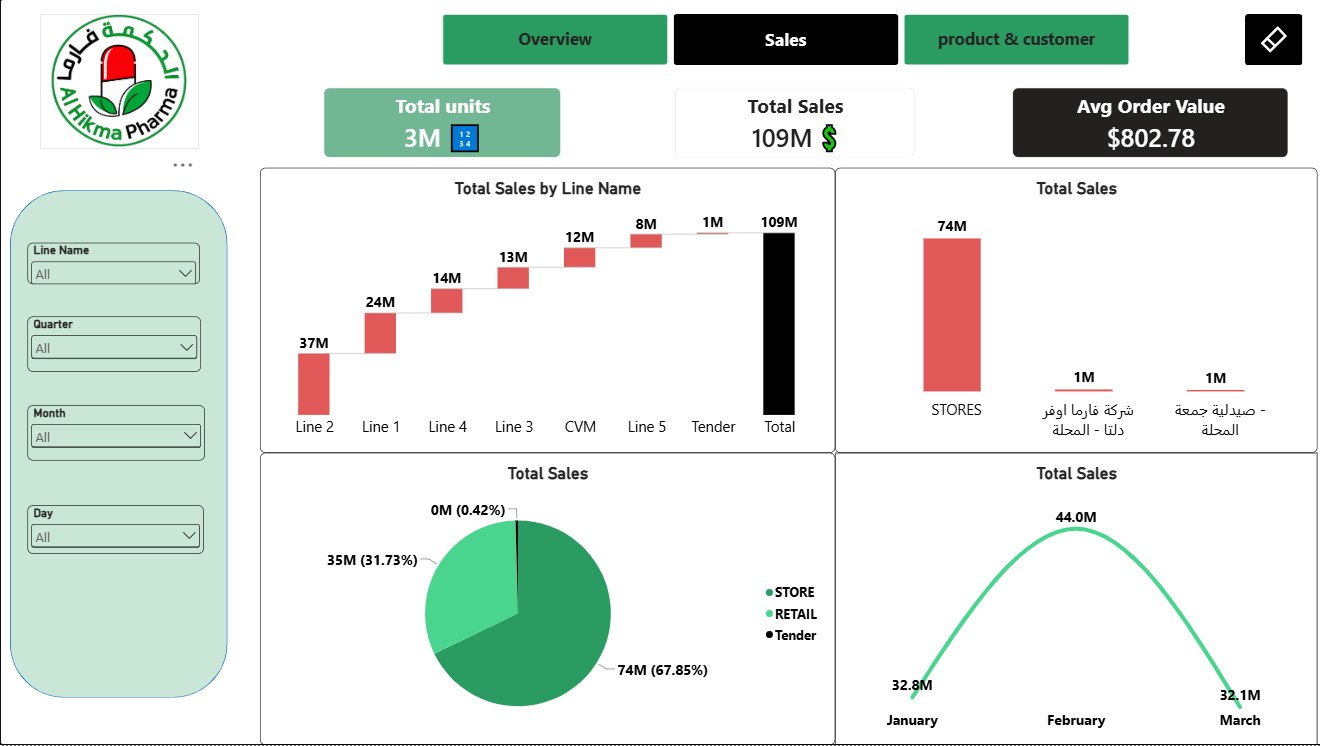 الحكمة فارما
Al Hikma Pharma
Overview
Sales
product & customer
Total units
3M
1 2
3 4
Total Sales
109M
Avg Order Value
$802.78
Line Name
All
Quarter
All
Month
All
Day
All
Total Sales by Line Name
37M
24M
14M
13M
12M
8M
1M
109M
Line 2
Line 1
Line 4
Line 3
CVM
Line 5
Tender
Total
Total Sales
74M
1M
1M
STORES
شركة فارما اوفر
دلتا - المحلة
صيدلية جمعة -
المحلة
Total Sales
0M (0.42%)
35M (31.73%)
74M (67.85%)
STORE
RETAIL
Tender
Total Sales
44.0M
32.8M
32.1M
January
February
March